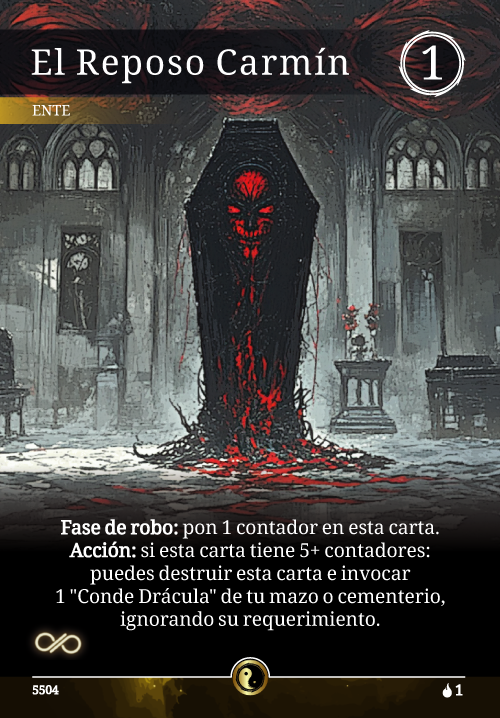 El Reposo Carmín
1
ENTE
Fase de robo: pon 1 contador en esta carta.
Acción: si esta carta tiene 5+ contadores:
puedes destruir esta carta e invocar
1 "Conde Drácula" de tu mazo o cementerio,
ignorando su requerimiento.
5504
1